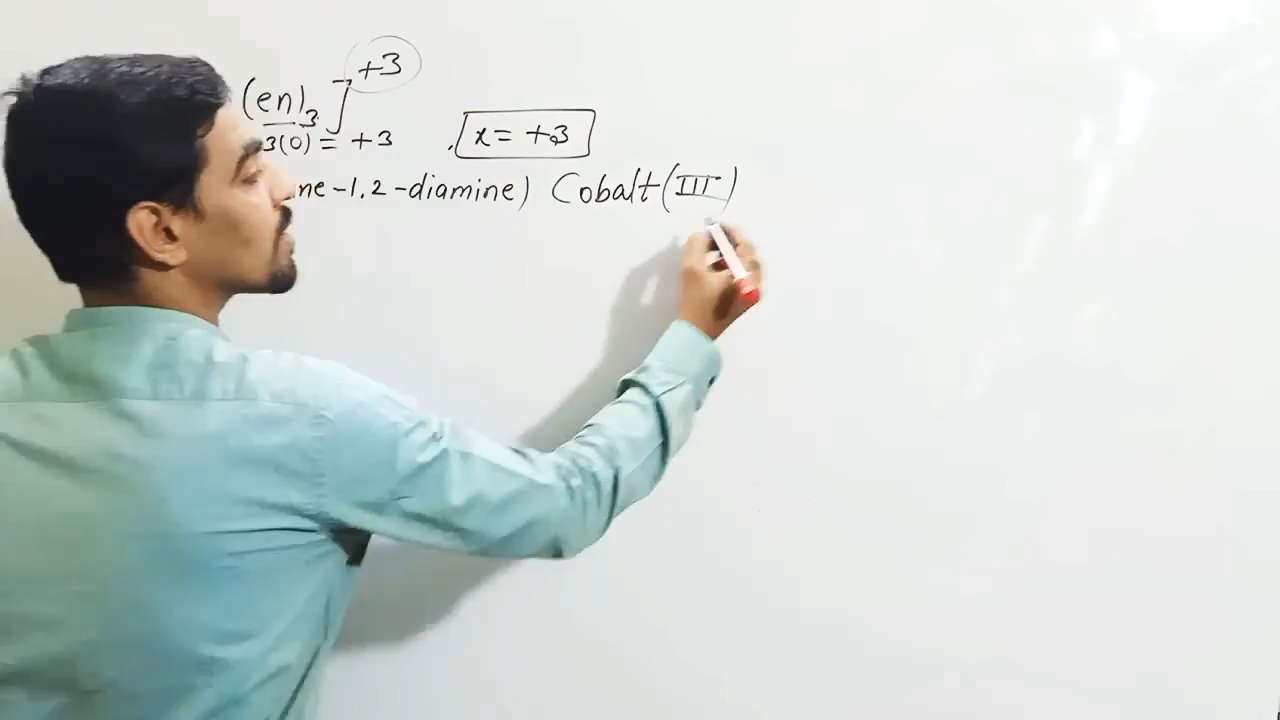 (en)₃]⁺³
3(0) = +3 x = +3
ne-1,2-diamine) Cobalt(III)